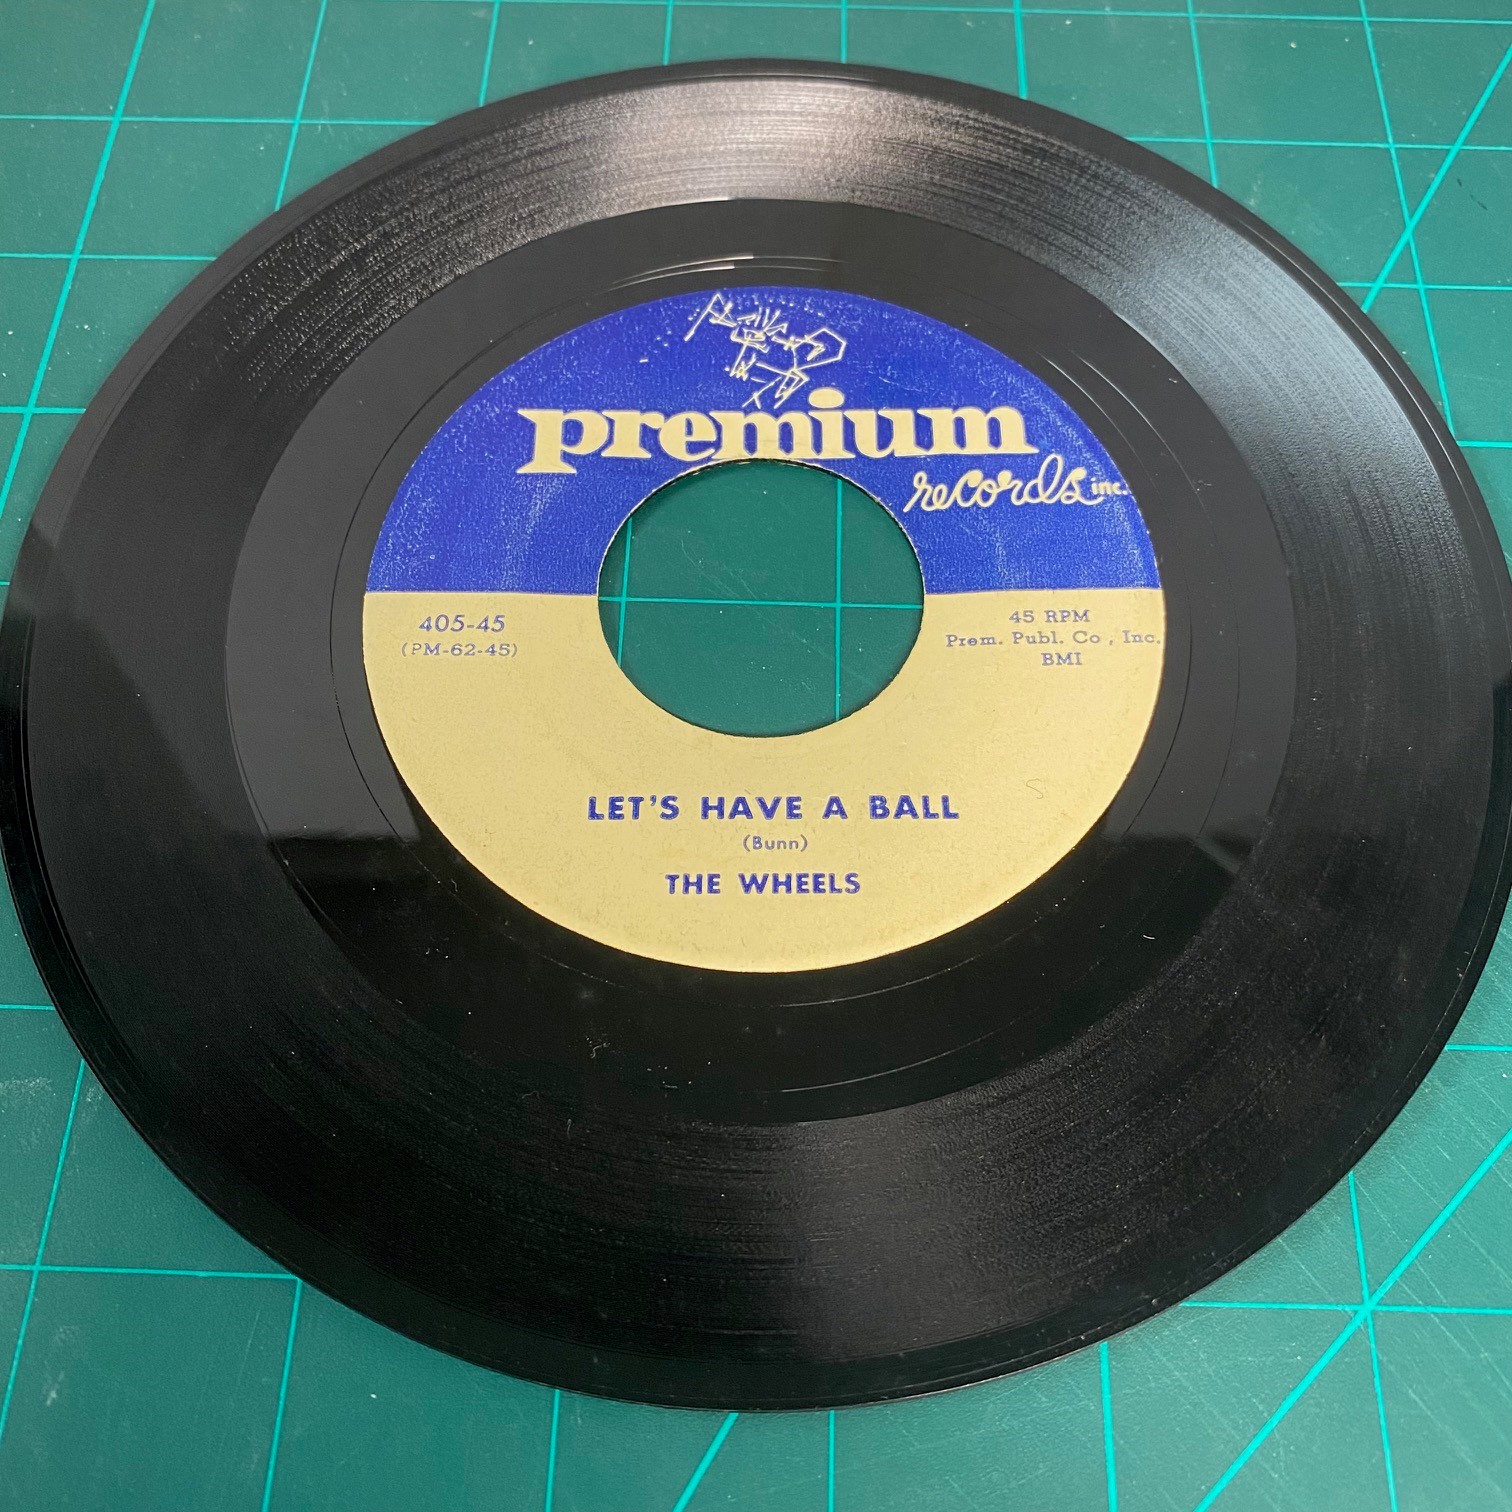 premium
records inc.
405-45
(PM-62-45)
45 RPM
Prem. Publ. Co , Inc.
BMI
LET'S HAVE A BALL
(Bunn)
THE WHEELS